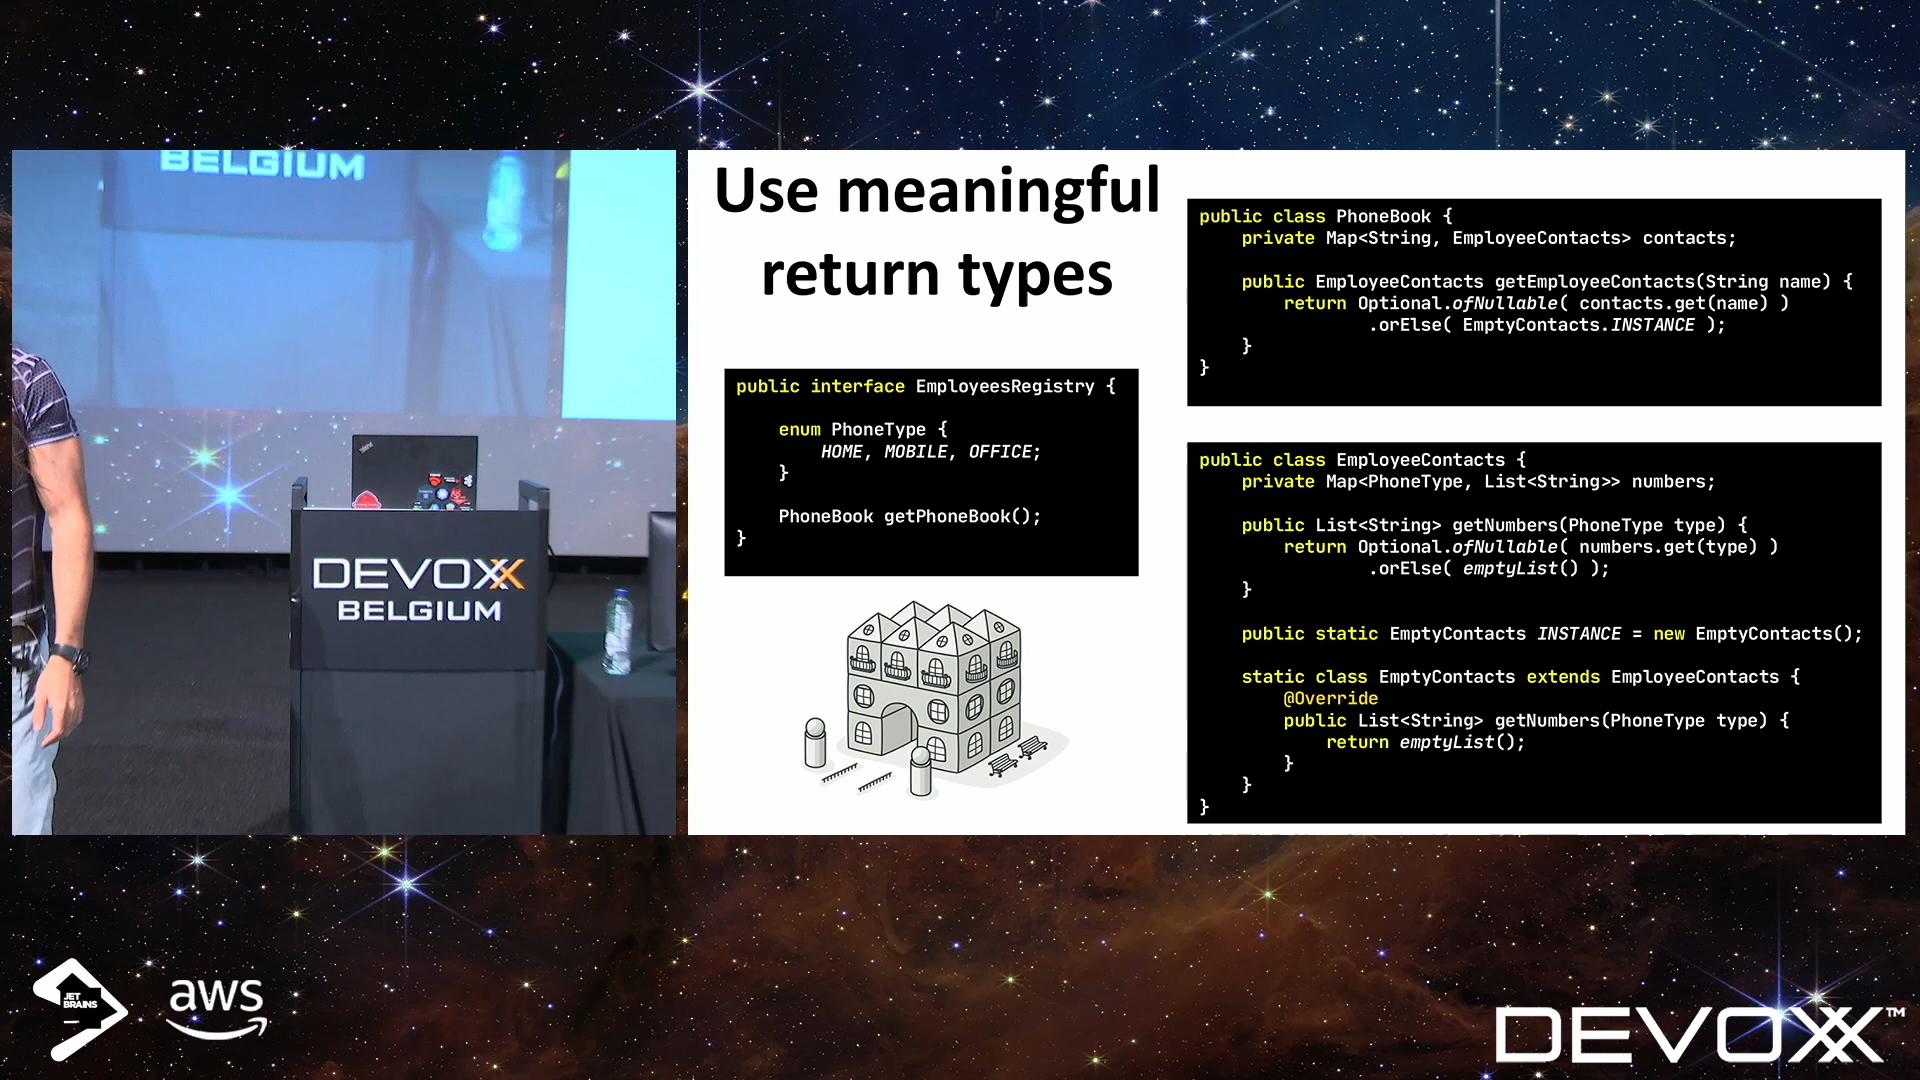 BELGIUM
DEVOXX
BELGIUM
Use meaningful
return types
public interface EmployeesRegistry {
enum PhoneType {
HOME, MOBILE, OFFICE;
}
PhoneBook getPhoneBook();
}
public class PhoneBook {
private Map<String, EmployeeContacts> contacts;
public EmployeeContacts getEmployeeContacts(String name) {
return Optional.ofNullable( contacts.get(name) )
.orElse( EmptyContacts.INSTANCE );
}
}
public class EmployeeContacts {
private Map<PhoneType, List<String>> numbers;
public List<String> getNumbers(PhoneType type) {
return Optional.ofNullable( numbers.get(type) )
.orElse( emptyList() );
}
public static EmptyContacts INSTANCE = new EmptyContacts();
static class EmptyContacts extends EmployeeContacts {
@Override
public List<String> getNumbers(PhoneType type) {
return emptyList();
}
}
}
JET
BRAINS
aws
DEVOXX™